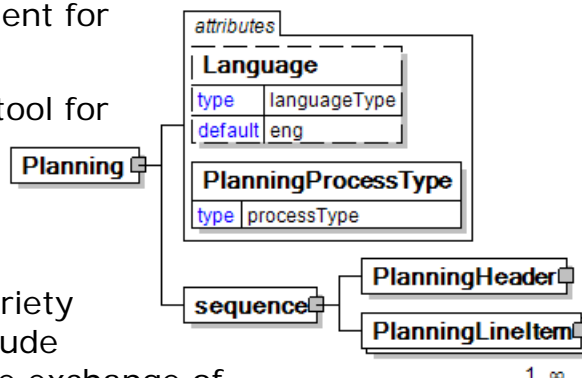 ent for
tool for
riety
ude
e exchange of
attributes
Language
type languageType
default eng
PlanningProcessType
type processType
Planning
sequence
PlanningHeader
PlanningLineItem
1 ∞